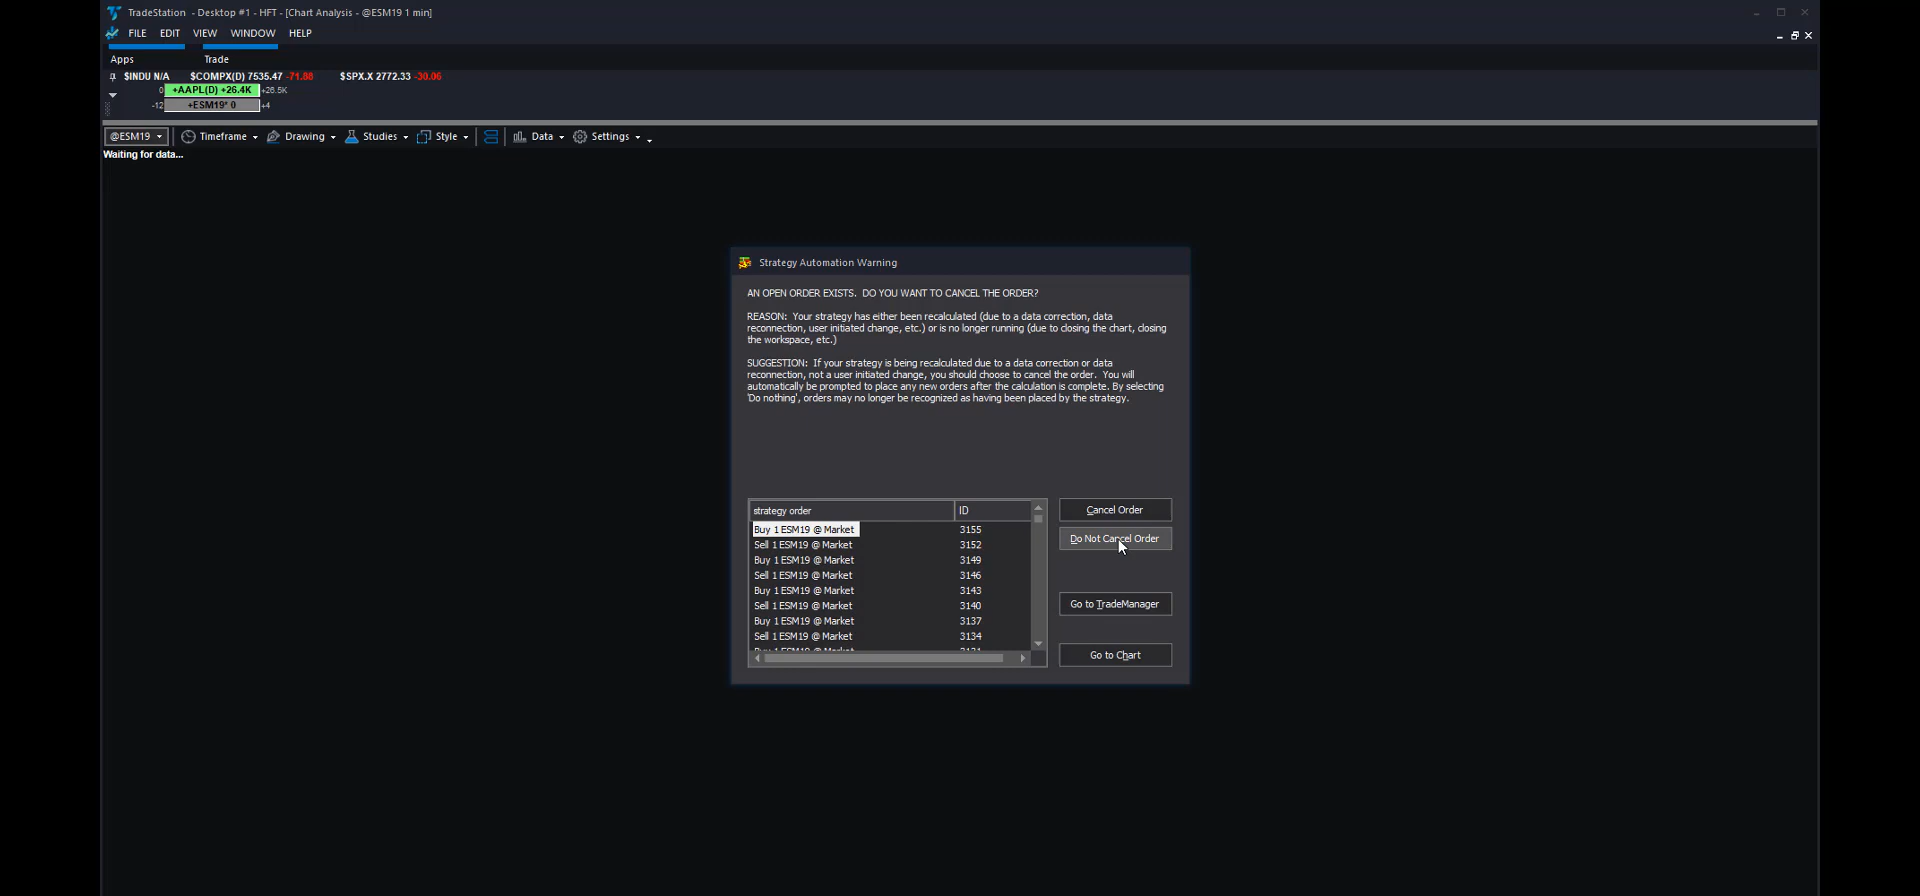 TradeStation - Desktop #1 - HFT - [Chart Analysis - @ESM19 1 min]
FILE EDIT VIEW WINDOW HELP
Apps Trade
$INDU N/A $COMPX(D) 7535.47 -71.88 $SPX.X 2772.33 -30.06
0 +AAPL(D) +26.4K +26.5K
-12 +ESM19* 0 +4
@ESM19 Timeframe Drawing Studies Style Data Settings
Waiting for data...
Strategy Automation Warning
AN OPEN ORDER EXISTS. DO YOU WANT TO CANCEL THE ORDER?
REASON: Your strategy has either been recalculated (due to a data correction, data
reconnection, user initiated change, etc.) or is no longer running (due to closing the chart, closing
the workspace, etc.)
SUGGESTION: If your strategy is being recalculated due to a data correction or data
reconnection, not a user initiated change, you should choose to cancel the order. You will
automatically be prompted to place any new orders after the calculation is complete. By selecting
'Do nothing', orders may no longer be recognized as having been placed by the strategy.
strategy order ID
Buy 1 ESM19 @ Market 3155
Sell 1 ESM19 @ Market 3152
Buy 1 ESM19 @ Market 3149
Sell 1 ESM19 @ Market 3146
Buy 1 ESM19 @ Market 3143
Sell 1 ESM19 @ Market 3140
Buy 1 ESM19 @ Market 3137
Sell 1 ESM19 @ Market 3134
Cancel Order
Do Not Cancel Order
Go to TradeManager
Go to Chart